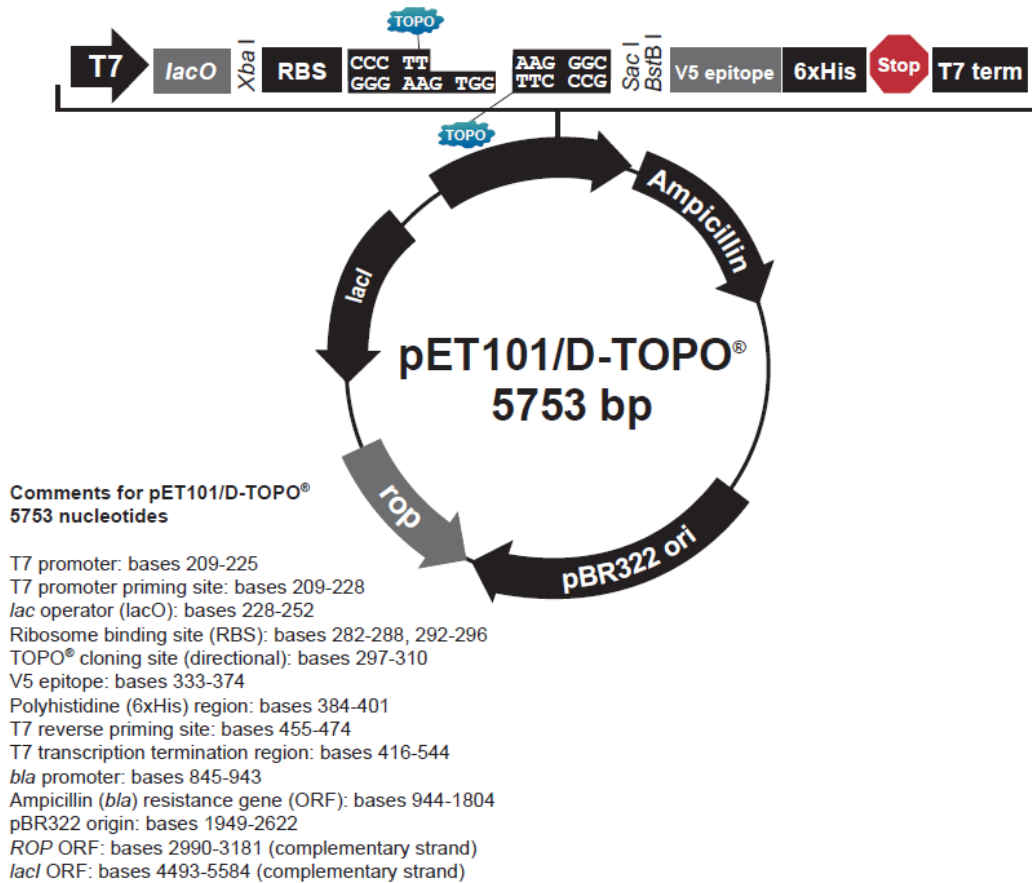 TOPO
T7 lacO Xba I RBS CCC TT AAG GGC Sac I BstB I V5 epitope 6xHis Stop T7 term
GGG AAG TGG TTC CCG
TOPO
Ampicillin
lacI
pET101/D-TOPO®
5753 bp
rop
pBR322 ori
Comments for pET101/D-TOPO®
5753 nucleotides
T7 promoter: bases 209-225
T7 promoter priming site: bases 209-228
lac operator (lacO): bases 228-252
Ribosome binding site (RBS): bases 282-288, 292-296
TOPO® cloning site (directional): bases 297-310
V5 epitope: bases 333-374
Polyhistidine (6xHis) region: bases 384-401
T7 reverse priming site: bases 455-474
T7 transcription termination region: bases 416-544
bla promoter: bases 845-943
Ampicillin (bla) resistance gene (ORF): bases 944-1804
pBR322 origin: bases 1949-2622
ROP ORF: bases 2990-3181 (complementary strand)
lacI ORF: bases 4493-5584 (complementary strand)